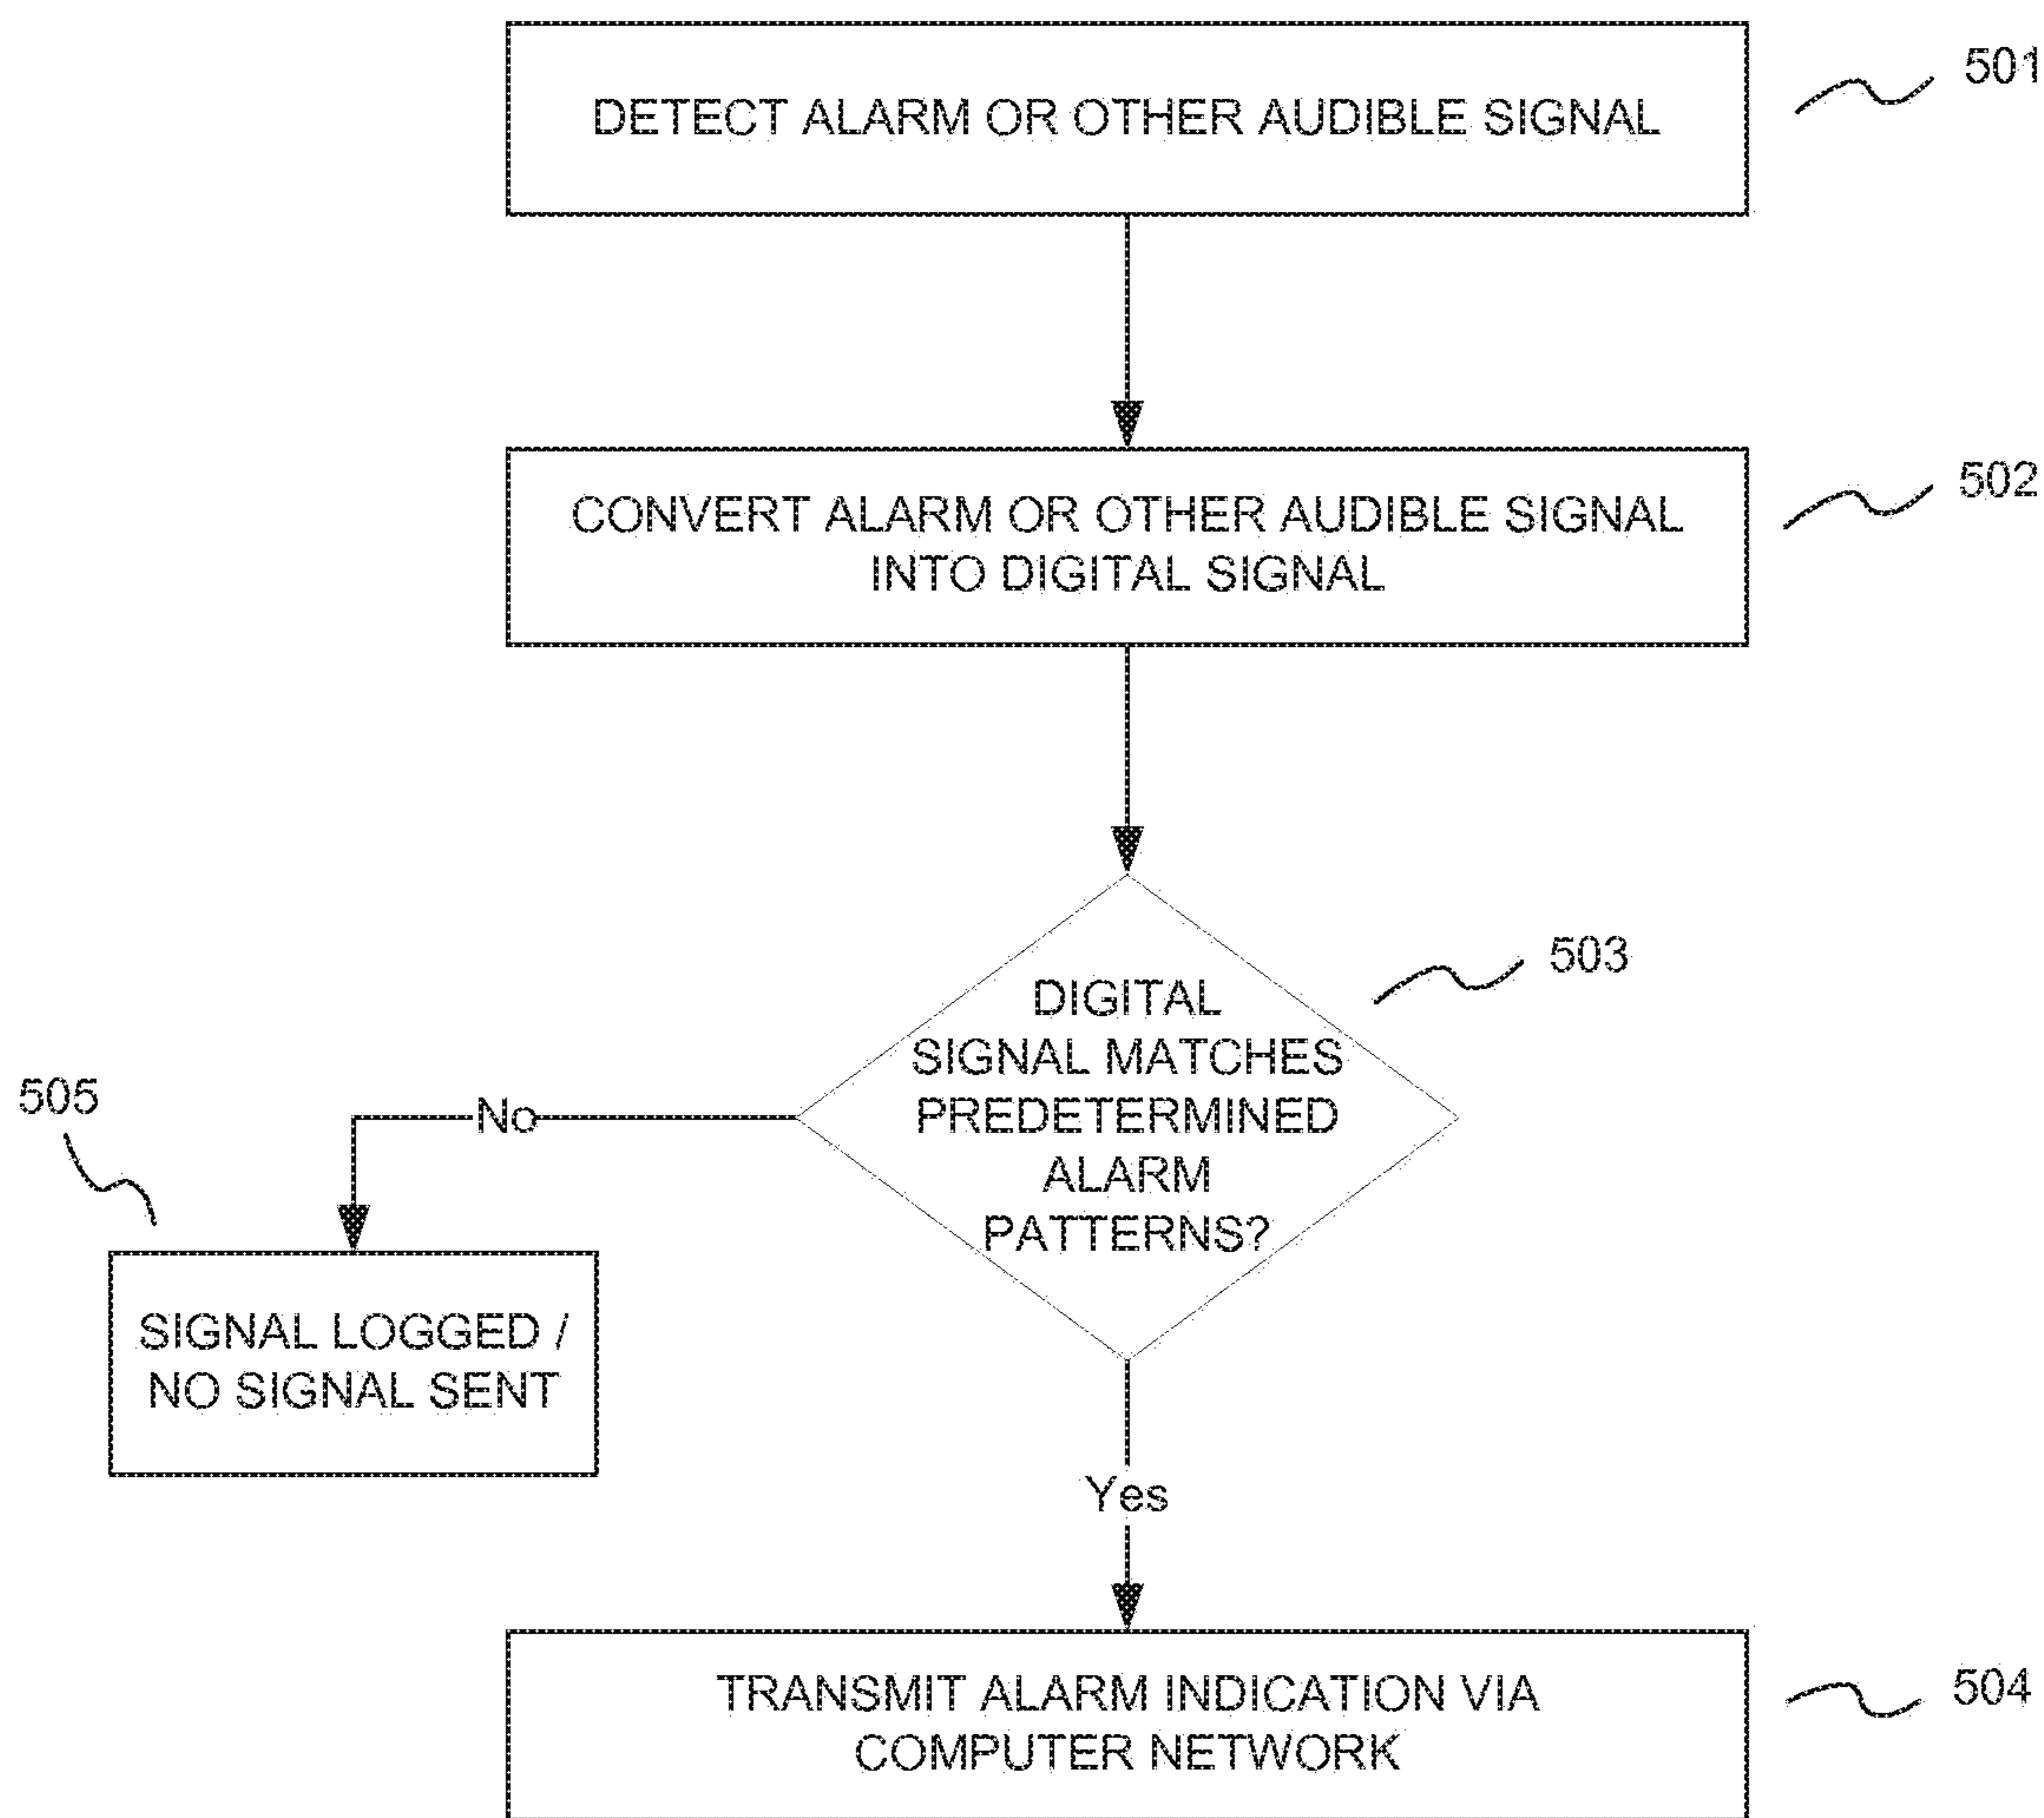 DETECT ALARM OR OTHER AUDIBLE SIGNAL
501
CONVERT ALARM OR OTHER AUDIBLE SIGNAL
INTO DIGITAL SIGNAL
502
DIGITAL
SIGNAL MATCHES
PREDETERMINED
ALARM
PATTERNS?
503
No
505
SIGNAL LOGGED /
NO SIGNAL SENT
Yes
TRANSMIT ALARM INDICATION VIA
COMPUTER NETWORK
504